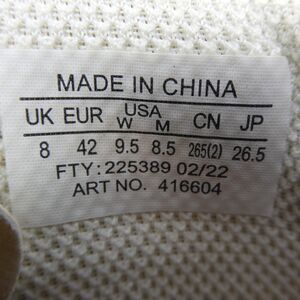 MADE IN CHINA
UK EUR USA W M CN JP
8 42 9.5 8.5 265(2) 26.5
FTY: 225389 02/22
ART NO. 416604